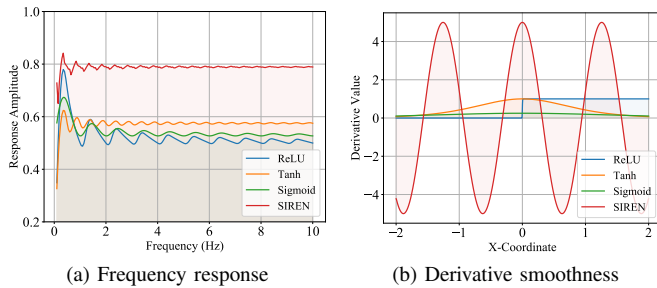 1.0
0.8
0.6
0.4
0.2
Response Amplitude
0 2 4 6 8 10
Frequency (Hz)
ReLU
Tanh
Sigmoid
SIREN
(a) Frequency response
4
2
0
−2
−4
Derivative Value
−2 −1 0 1 2
X-Coordinate
ReLU
Tanh
Sigmoid
SIREN
(b) Derivative smoothness